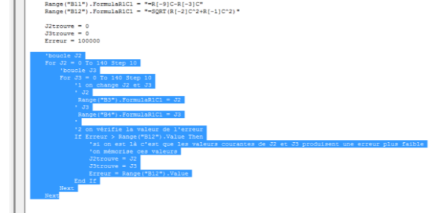 Range("B11").FormulaR1C1 = "=R[-9]C-R[-3]C"
Range("B12").FormulaR1C1 = "=SQRT(R[-2]C^2+R[-1]C^2)"
J2trouve = 0
J3trouve = 0
Erreur = 100000
'boucle J2
For J2 = 0 To 140 Step 10
'boucle J3
For J3 = 0 To 140 Step 10
'1 on change J2 et J3
' J2
Range("B3").FormulaR1C1 = J2
' J3
Range("B4").FormulaR1C1 = J3
'
'2 on vérifie la valeur de l'erreur
If Erreur > Range("B12").Value Then
'si on est là c'est que les valeurs courantes de J2 et J3 produisent une erreur plus faible
'on mémorise ces valeurs
J2trouve = J2
J3trouve = J3
Erreur = Range("B12").Value
End If
Next
Next